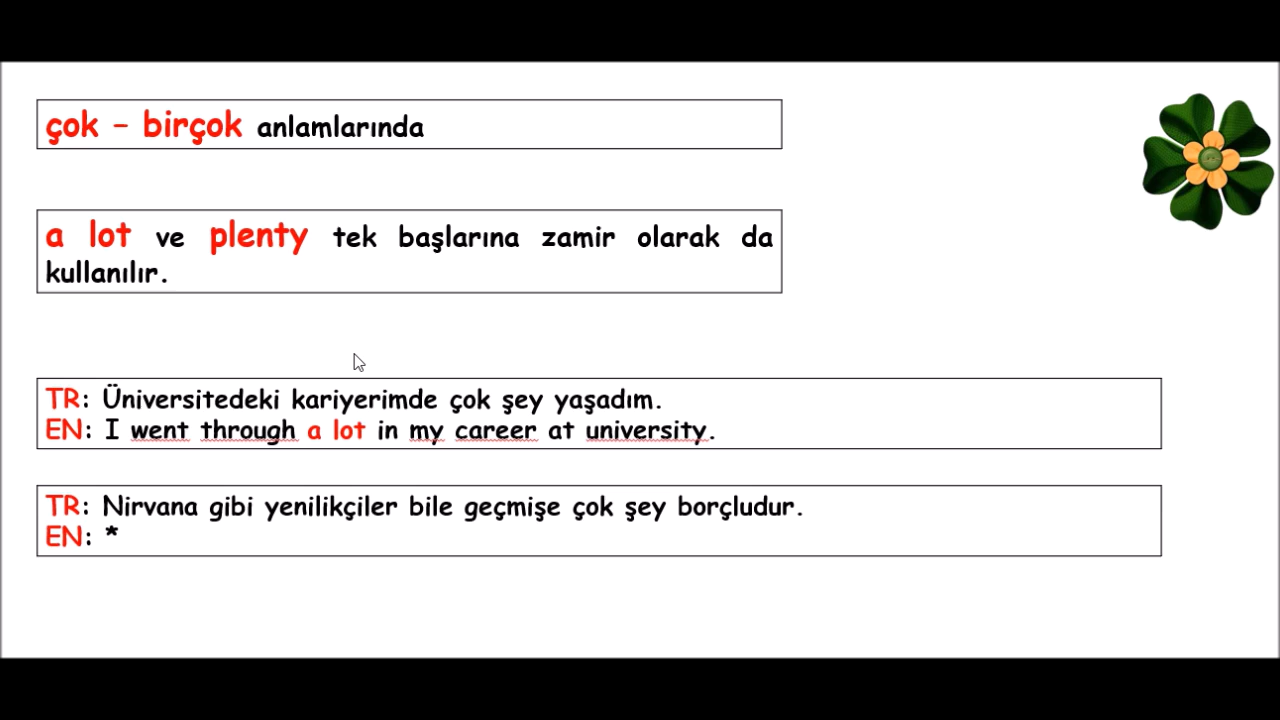 çok – birçok anlamlarında
a lot ve plenty tek başlarına zamir olarak da
kullanılır.
TR: Üniversitedeki kariyerimde çok şey yaşadım.
EN: I went through a lot in my career at university.
TR: Nirvana gibi yenilikçiler bile geçmişe çok şey borçludur.
EN: *